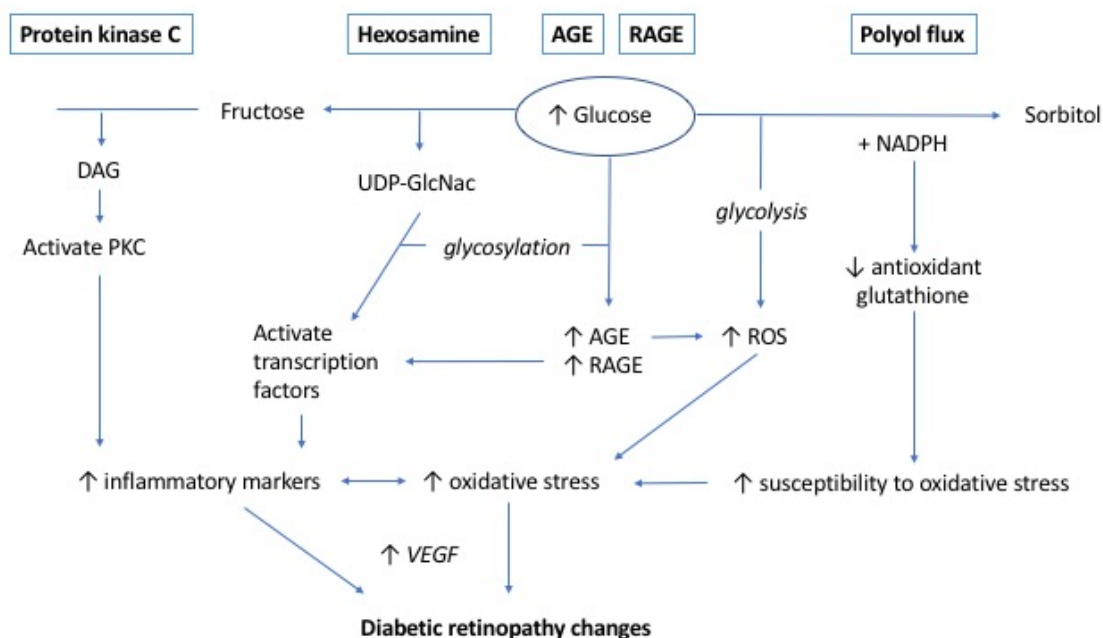 Protein kinase C
Hexosamine
AGE
RAGE
Polyol flux
Fructose
↑ Glucose
Sorbitol
+ NADPH
DAG
UDP-GlcNac
glycolysis
Activate PKC
glycosylation
↓ antioxidant
glutathione
Activate
transcription
factors
↑ AGE
↑ RAGE
↑ ROS
↑ inflammatory markers
↑ oxidative stress
↑ susceptibility to oxidative stress
↑ VEGF
Diabetic retinopathy changes